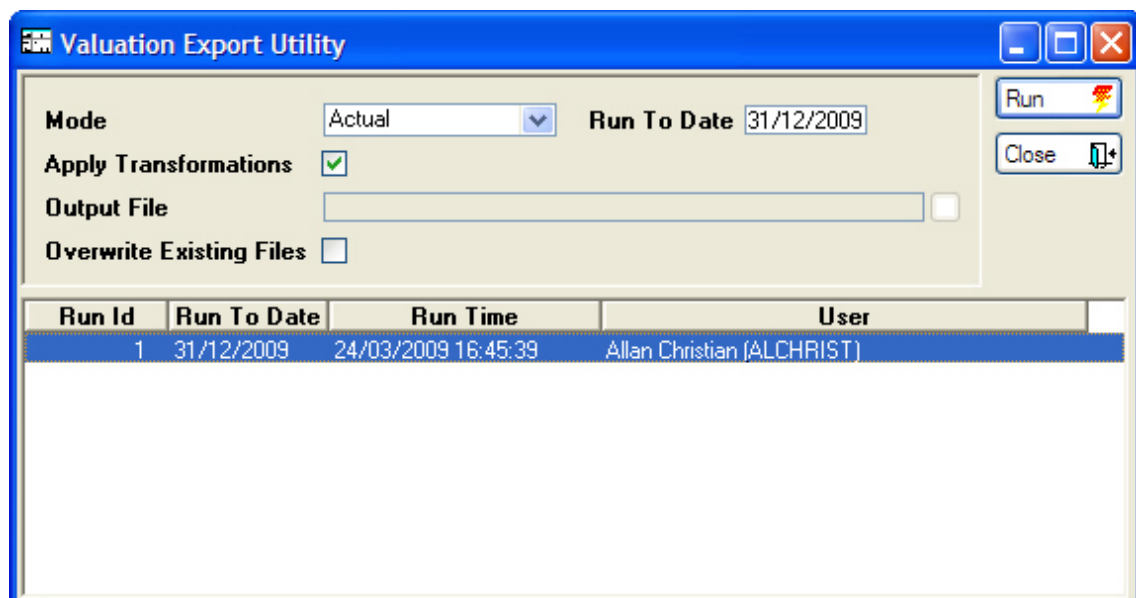 Valuation Export Utility
Mode Actual Run To Date 31/12/2009 Run
Apply Transformations Close
Output File
Overwrite Existing Files
Run Id Run To Date Run Time User
1 31/12/2009 24/03/2009 16:45:39 Allan Christian (ALCHRIST)